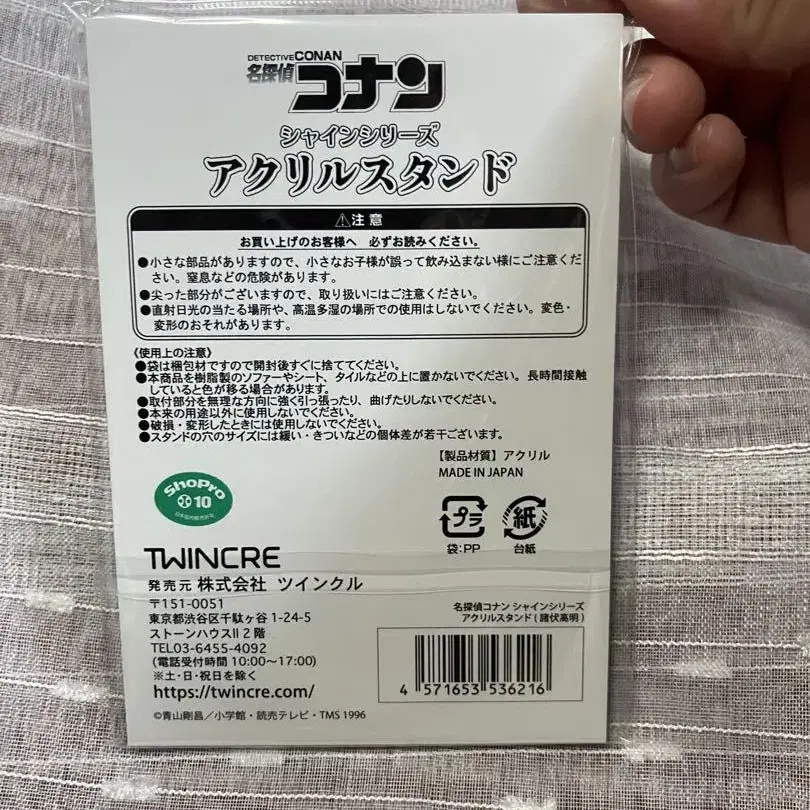 DETECTIVE CONAN
名探偵コナン
シャインシリーズ
アクリルスタンド
⚠注意
お買い上げのお客様へ 必ずお読みください。
●小さな部品がありますので、小さなお子様が誤って飲み込まない様にご注意くだ
さい。窒息などの危険があります。
●尖った部分がございますので、取り扱いにはご注意ください。
●直射日光の当たる場所や、高温多湿の場所での使用はしないでください。変色・
変形のおそれがあります。
《使用上の注意》
●袋は梱包材ですので開封後すぐに捨ててください。
●本商品を樹脂製のソファーやシート、タイルなどの上に置かないでください。長時間接触
していると色が移る場合があります。
●取付部分を無理な方向に強く引っ張ったり、曲げたりしないでください。
●本来の用途以外に使用しないでください。
●破損・変形したときには使用しないでください。
●スタンドの穴のサイズには緩い・きついなどの個体差が若干ございます。
【製品材質】アクリル
MADE IN JAPAN
ShoPro
10
プラ
紙
袋:PP
台紙
TWINCRE
発売元 株式会社 ツインクル
〒151-0051
東京都渋谷区千駄ヶ谷 1-24-5
ストーンハウスII 2 階
TEL03-6455-4092
(電話受付時間 10:00〜17:00)
※土・日・祝日を除く
https://twincre.com/
名探偵コナン シャインシリーズ
アクリルスタンド ( 諸伏高明 )
4 571653 536216
©青山剛昌／小学館・読売テレビ・TMS 1996